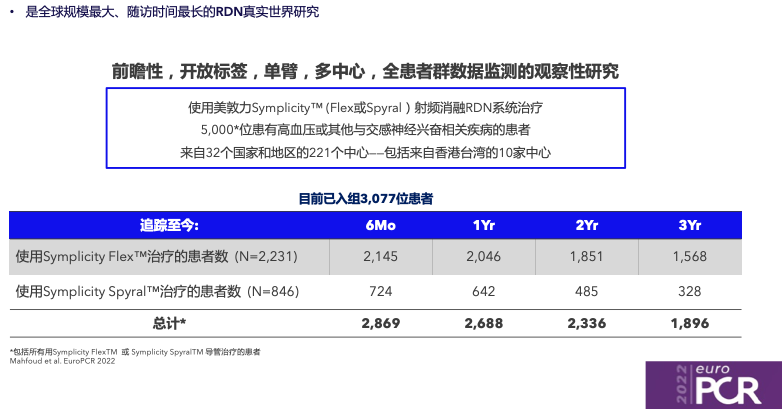 • 是全球规模最大、随访时间最长的RDN真实世界研究
前瞻性，开放标签，单臂，多中心，全患者群数据监测的观察性研究
使用美敦力Symplicity™ (Flex或Spyral ) 射频消融RDN系统治疗
5,000*位患有高血压或其他与交感神经兴奋相关疾病的患者
来自32个国家和地区的221个中心––包括来自香港台湾的10家中心
目前已入组3,077位患者
追踪至今: 6Mo 1Yr 2Yr 3Yr
使用Symplicity Flex™治疗的患者数 (N=2,231) 2,145 2,046 1,851 1,568
使用Symplicity Spyral™治疗的患者数 (N=846) 724 642 485 328
总计* 2,869 2,688 2,336 1,896
*包括所有用Symplicity FlexTM 或 Symplicity SpyralTM 导管治疗的患者
Mahfoud et al. EuroPCR 2022
2022 euro
PCR